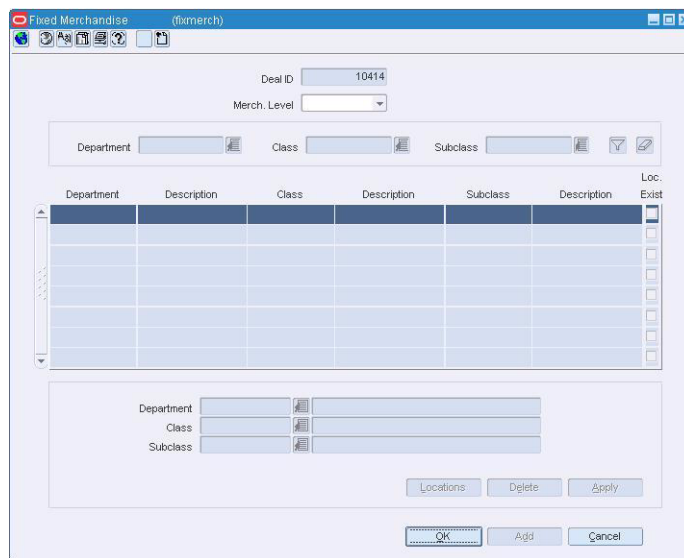 Fixed Merchandise (fixmerch)
Deal ID 10414
Merch. Level
Department Class Subclass
Loc.
Department Description Class Description Subclass Description Exist
Department
Class
Subclass
Locations Delete Apply
OK Add Cancel